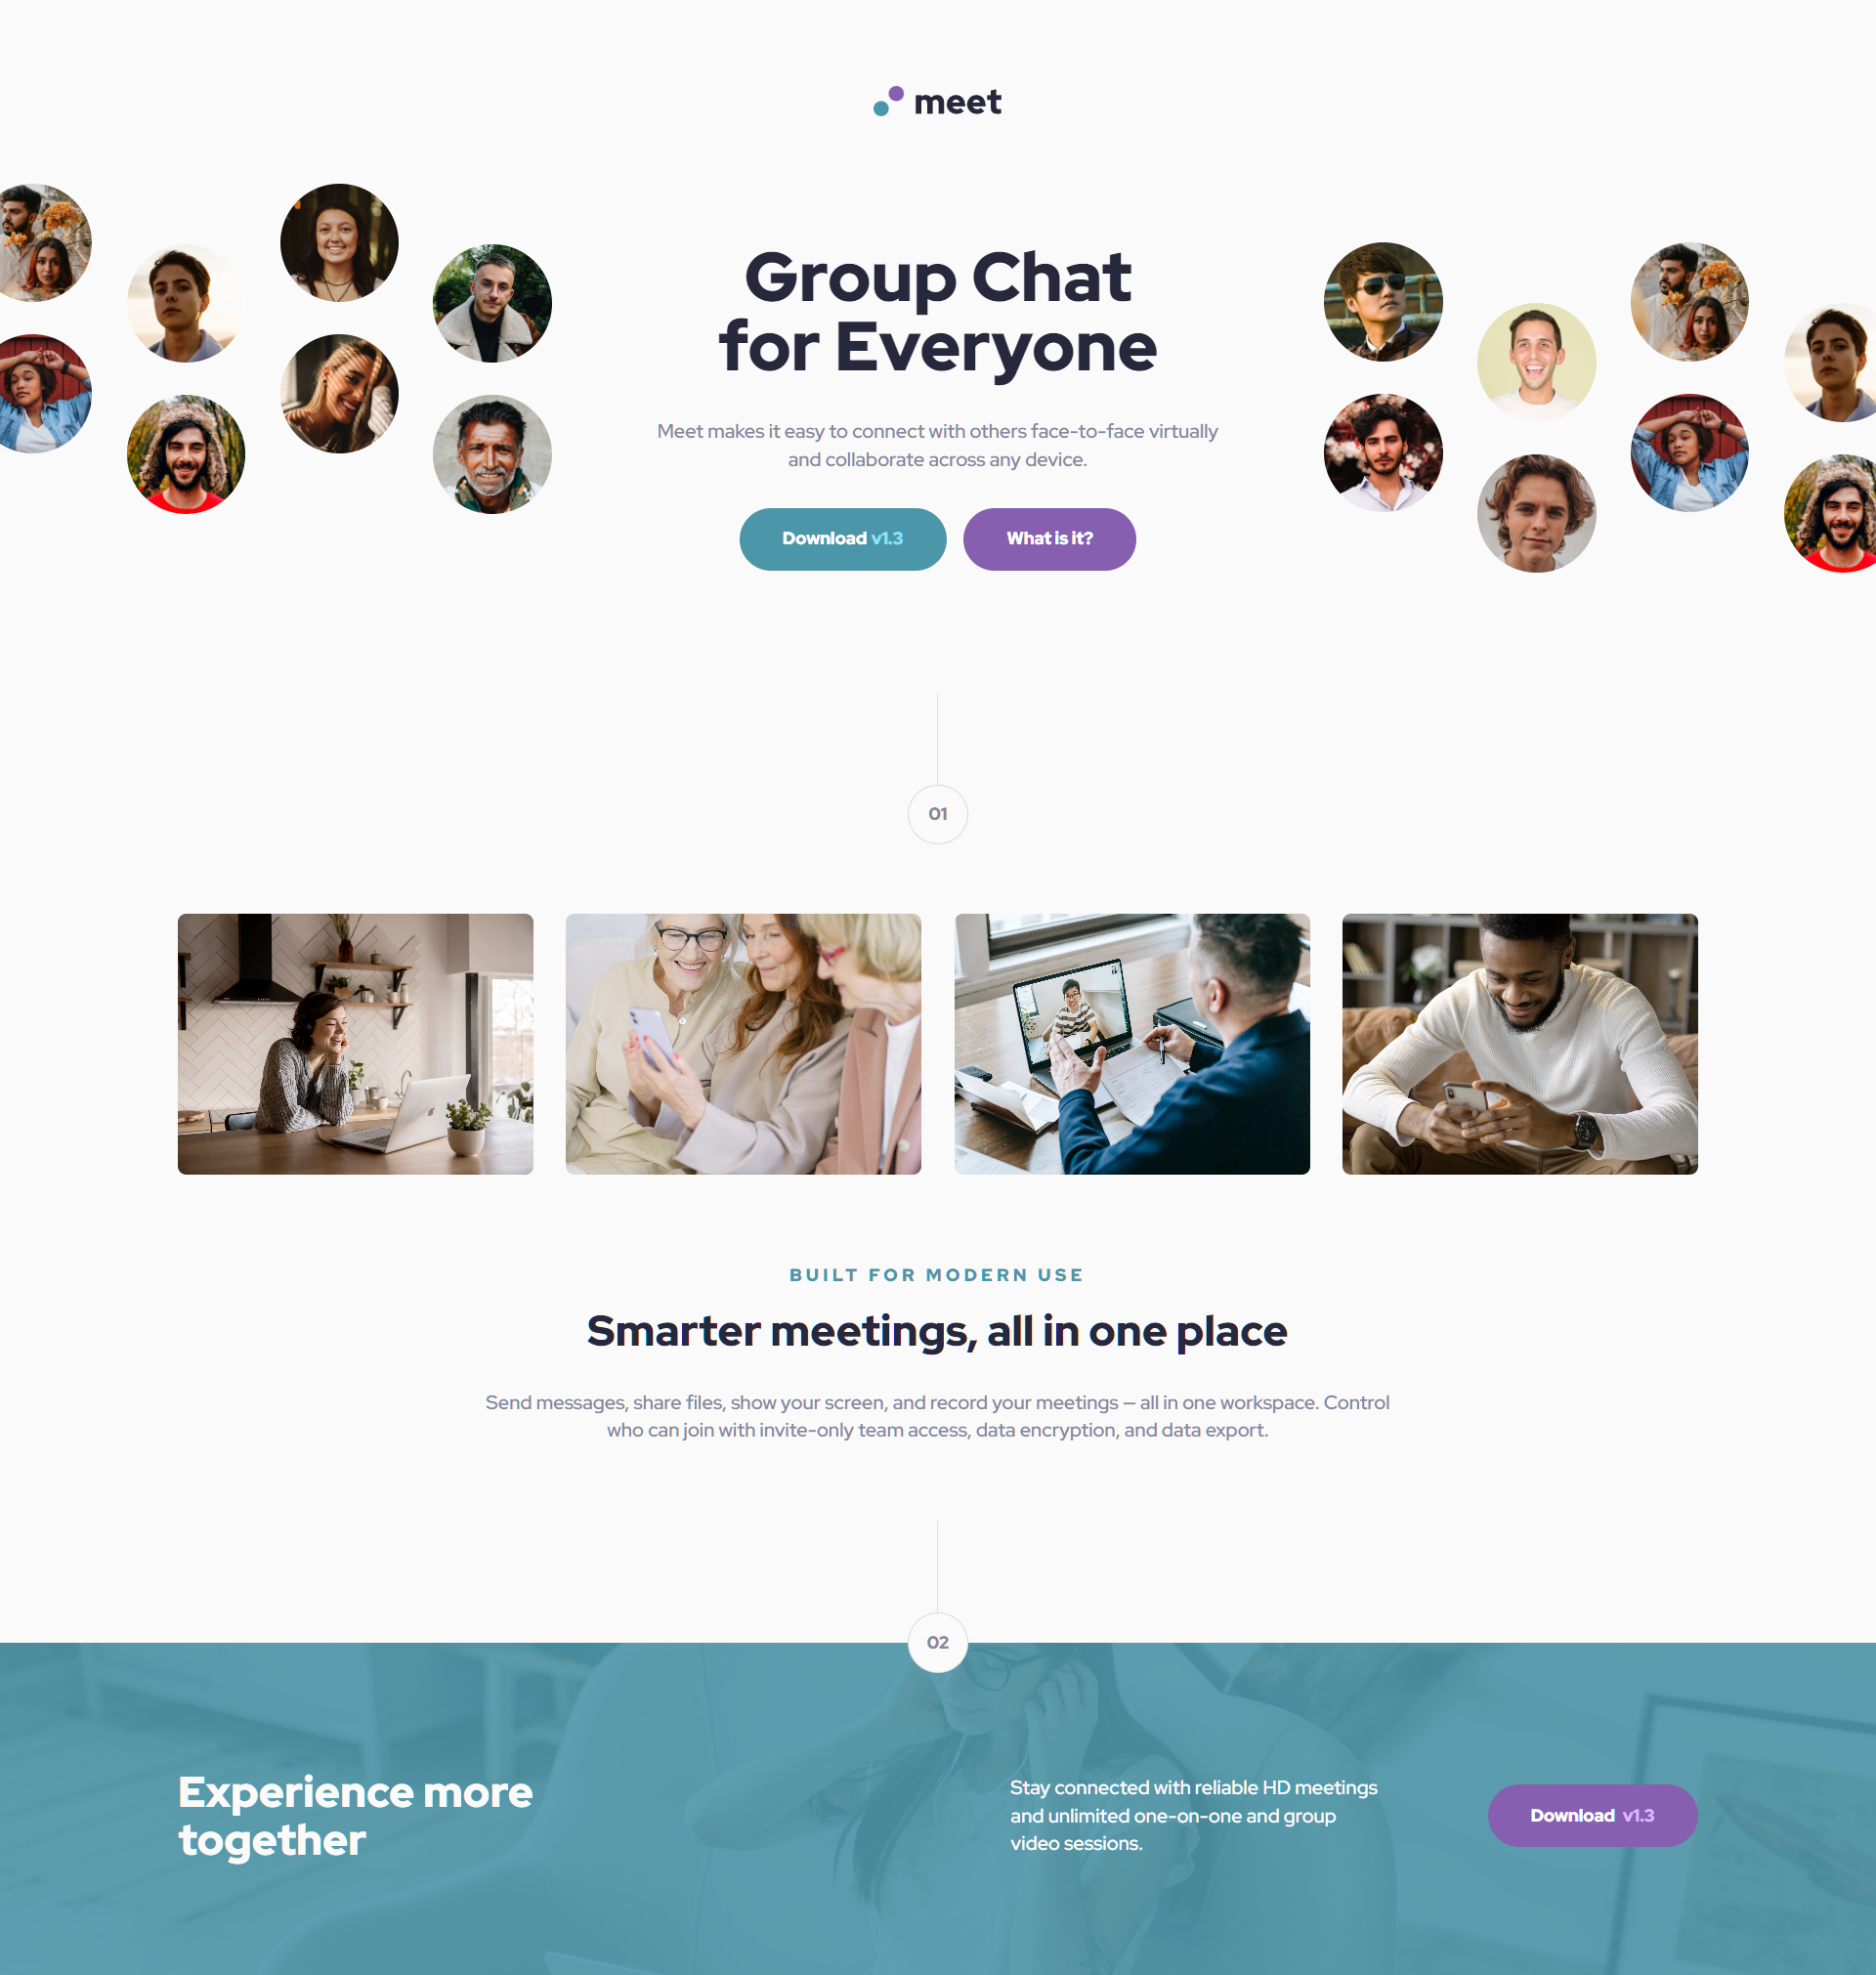 meet
Group Chat
for Everyone
Meet makes it easy to connect with others face-to-face virtually
and collaborate across any device.
Download v1.3
What is it?
01
BUILT FOR MODERN USE
Smarter meetings, all in one place
Send messages, share files, show your screen, and record your meetings — all in one workspace. Control
who can join with invite-only team access, data encryption, and data export.
02
Experience more
together
Stay connected with reliable HD meetings
and unlimited one-on-one and group
video sessions.
Download v1.3